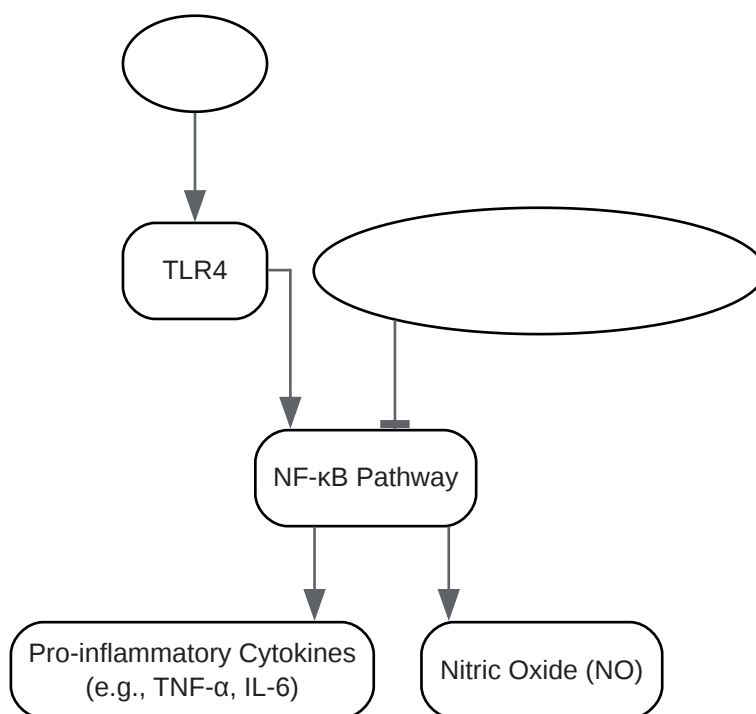 TLR4
NF-κB Pathway
Pro-inflammatory Cytokines
(e.g., TNF-α, IL-6)
Nitric Oxide (NO)